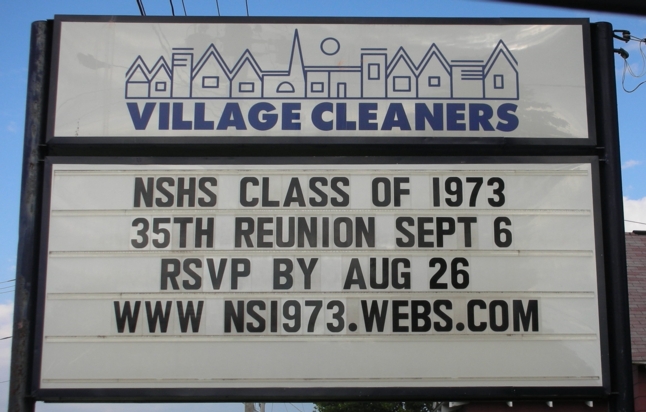 VILLAGE CLEANERS
NSHS CLASS OF 1973
35TH REUNION SEPT 6
RSVP BY AUG 26
WWW NS1973.WEBS.COM